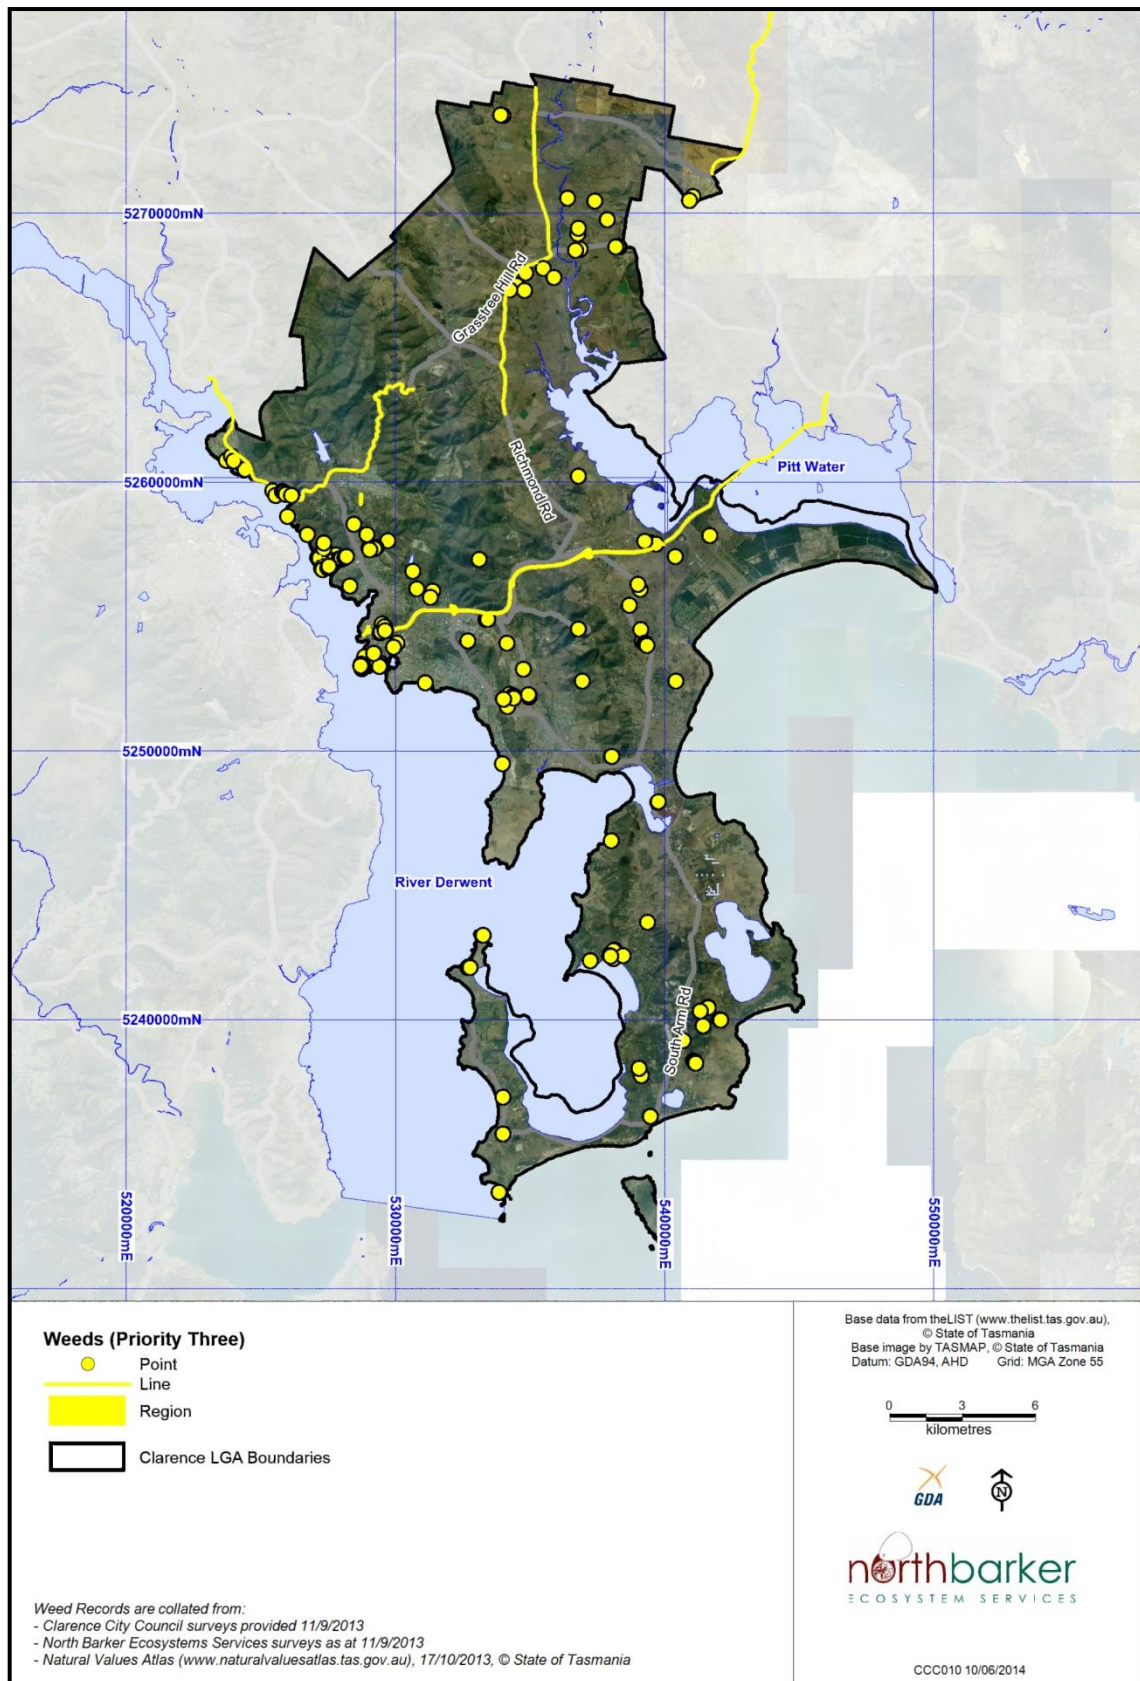 5270000mN
Grasstree Hill Rd
Richmond Rd
Pitt Water
5260000mN
5250000mN
River Derwent
5240000mN
South Arm Rd
520000mE
530000mE
540000mE
550000mE
Weeds (Priority Three)
Point
Line
Region
Clarence LGA Boundaries
Weed Records are collated from:
- Clarence City Council surveys provided 11/9/2013
- North Barker Ecosystems Services surveys as at 11/9/2013
- Natural Values Atlas (www.naturalvaluesatlas.tas.gov.au), 17/10/2013, © State of Tasmania
Base data from theLIST (www.thelist.tas.gov.au),
© State of Tasmania
Base image by TASMAP, © State of Tasmania
Datum: GDA94, AHD Grid: MGA Zone 55
0 3 6
kilometres
GDA
N
northbarker
ECOSYSTEM SERVICES
CCC010 10/06/2014